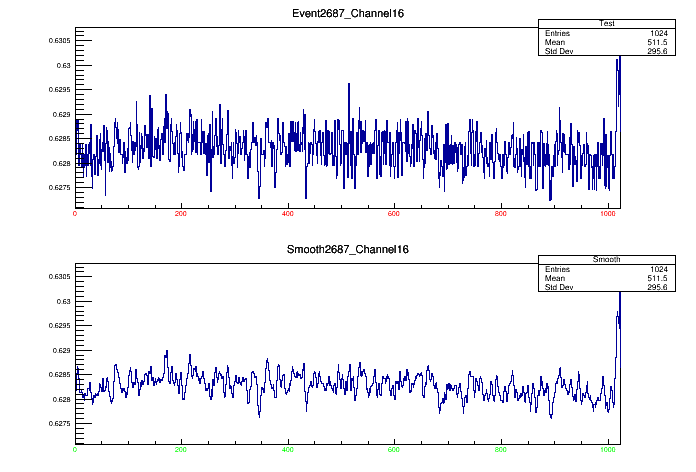 Event2687_Channel16
Test
Entries 1024
Mean 511.5
Std Dev 295.6
0.6305
0.63
0.6295
0.629
0.6285
0.628
0.6275
0 200 400 600 800 1000
Smooth2687_Channel16
Smooth
Entries 1024
Mean 511.5
Std Dev 295.6
0.6305
0.63
0.6295
0.629
0.6285
0.628
0.6275
0 200 400 600 800 1000